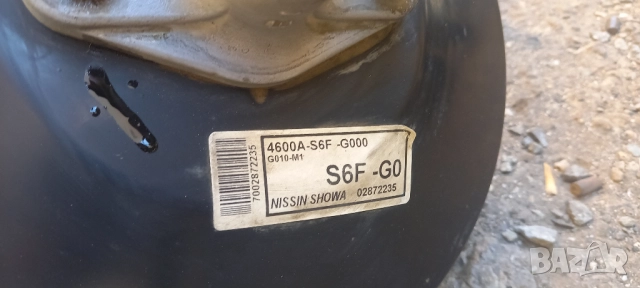 4600A-S6F -G000
G010-M1
S6F -G0
NISSIN SHOWA 02872235
7002872235
BAZAR